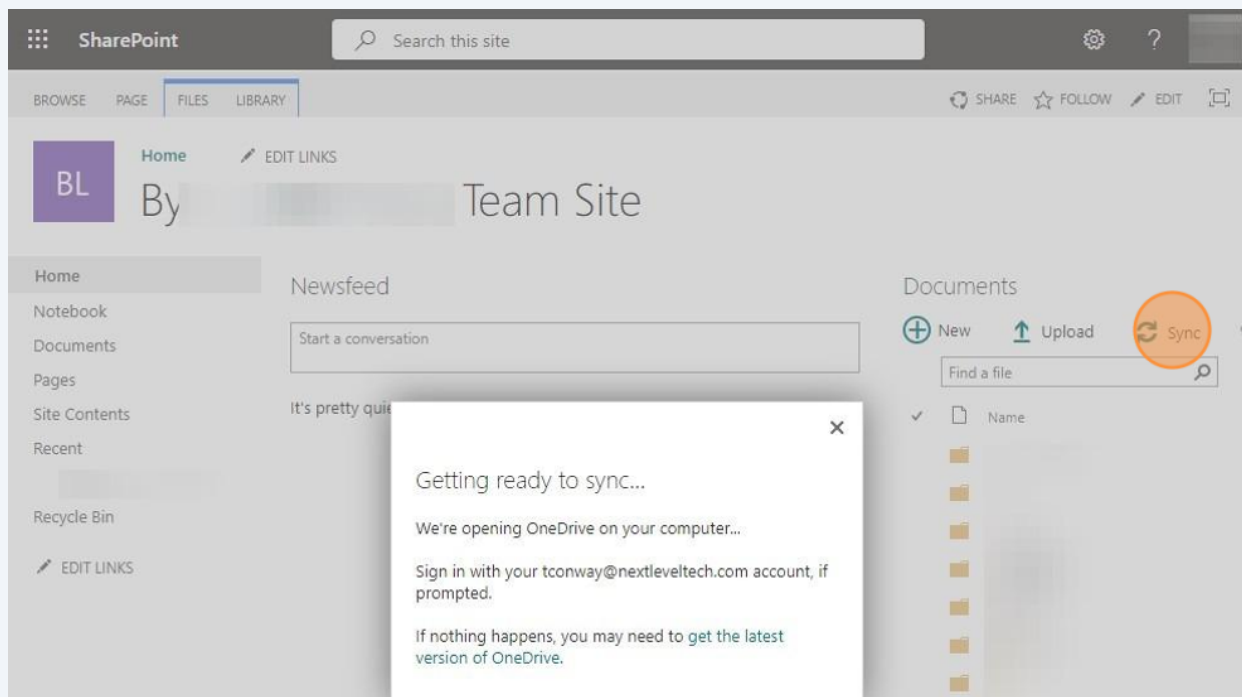 SharePoint
Search this site
?
BROWSE PAGE FILES LIBRARY
SHARE FOLLOW EDIT
BL
Home EDIT LINKS
By Team Site
Home
Notebook
Documents
Pages
Site Contents
Recent
Recycle Bin
EDIT LINKS
Newsfeed
Start a conversation
It's pretty
Documents
New Upload Sync
Find a file
Name
Getting ready to sync...
We're opening OneDrive on your computer...
Sign in with your tconway@nextleveltech.com account, if
prompted.
If nothing happens, you may need to get the latest
version of OneDrive.